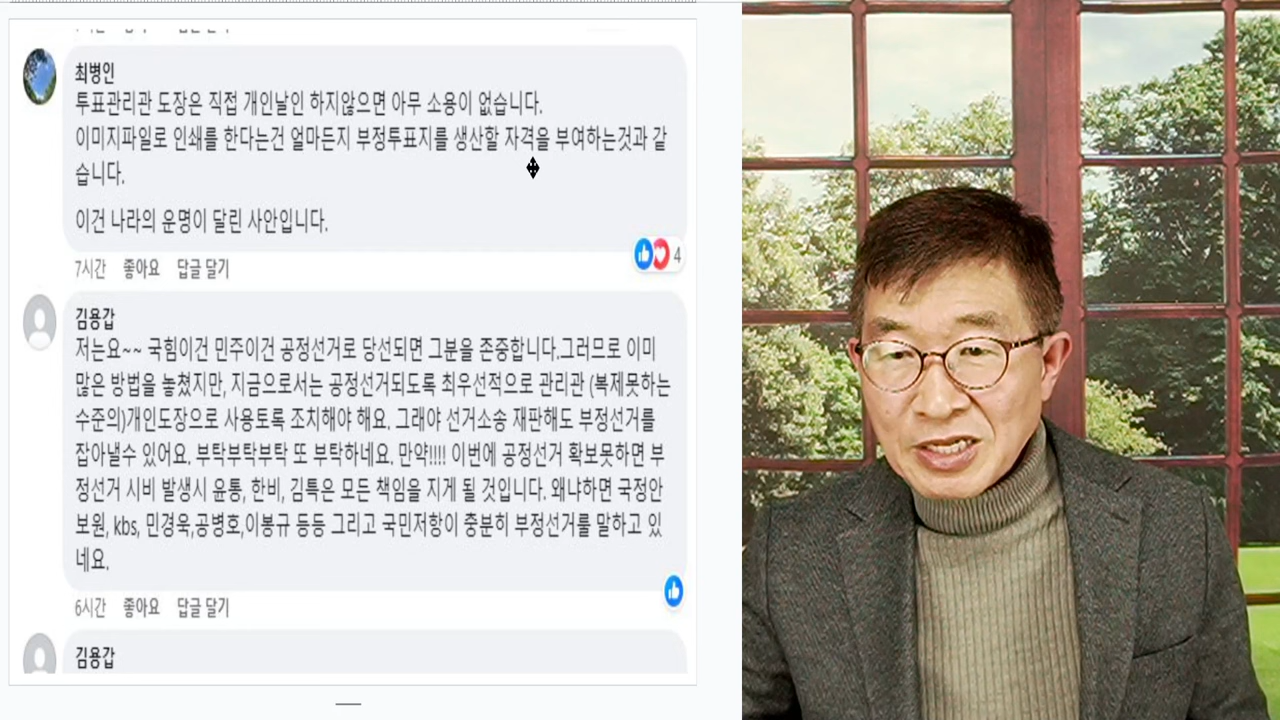 최병인
투표관리관 도장은 직접 개인날인 하지않으면 아무 소용이 없습니다.
이미지파일로 인쇄를 한다는건 얼마든지 부정투표지를 생산할 자격을 부여하는것과 같
습니다.
이건 나라의 운명이 달린 사안입니다.
4
7시간 좋아요 답글 달기
김용갑
저는요~~ 국힘이건 민주이건 공정선거로 당선되면 그분을 존중합니다.그러므로 이미
많은 방법을 놓쳤지만, 지금으로서는 공정선거되도록 최우선적으로 관리관 (복제못하는
수준의)개인도장으로 사용토록 조치해야 해요. 그래야 선거소송 재판해도 부정선거를
잡아낼수 있어요. 부탁부탁부탁 또 부탁하네요. 만약!!!! 이번에 공정선거 확보못하면 부
정선거 시비 발생시 윤통, 한비, 김특은 모든 책임을 지게 될 것입니다. 왜냐하면 국정안
보원, kbs, 민경욱,공병호,이봉규 등등 그리고 국민저항이 충분히 부정선거를 말하고 있
네요.
6시간 좋아요 답글 달기
김용갑